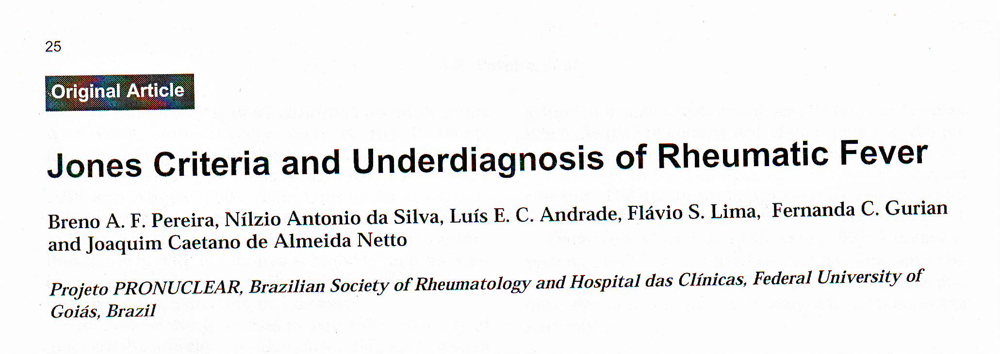 25
Original Article
Jones Criteria and Underdiagnosis of Rheumatic Fever
Breno A. F. Pereira, Nílzio Antonio da Silva, Luís E. C. Andrade, Flávio S. Lima, Fernanda C. Gurian
and Joaquim Caetano de Almeida Netto
Projeto PRONUCLEAR, Brazilian Society of Rheumatology and Hospital das Clínicas, Federal University of
Goiás, Brazil